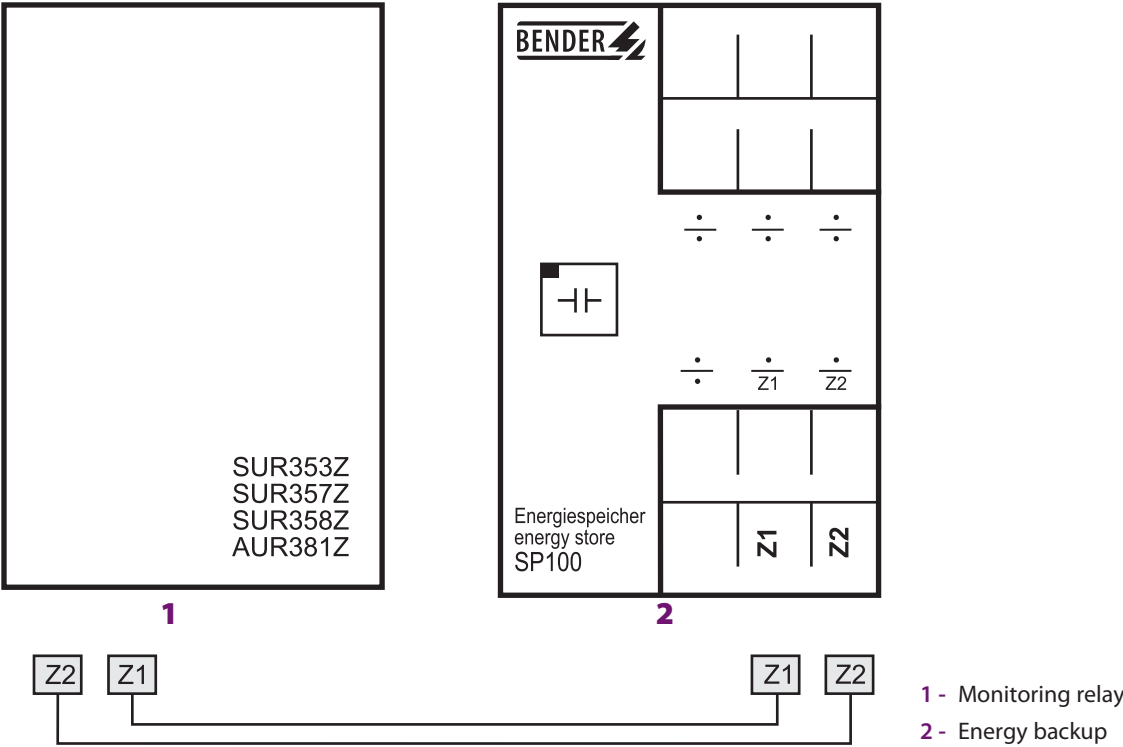 SUR353Z
SUR357Z
SUR358Z
AUR381Z
1
BENDER
Z1 Z2
Energiespeicher
energy store
SP100
Z1 Z2
2
Z2 Z1 Z1 Z2
1 - Monitoring relay
2 - Energy backup